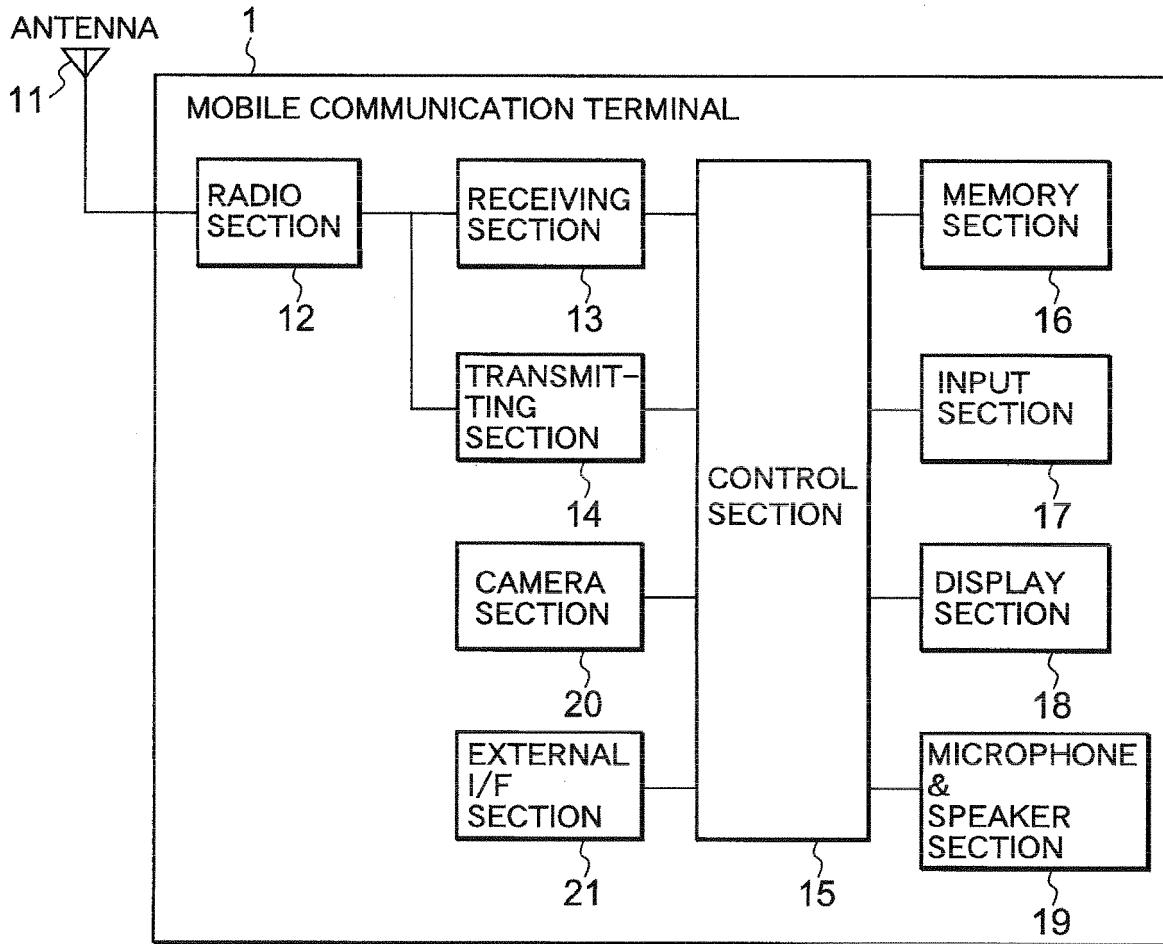 ANTENNA
1
11
MOBILE COMMUNICATION TERMINAL
RADIO
SECTION
12
RECEIVING
SECTION
13
MEMORY
SECTION
16
TRANSMIT-
TING
SECTION
14
CONTROL
SECTION
15
INPUT
SECTION
17
CAMERA
SECTION
20
DISPLAY
SECTION
18
EXTERNAL
I/F
SECTION
21
MICROPHONE
&
SPEAKER
SECTION
19